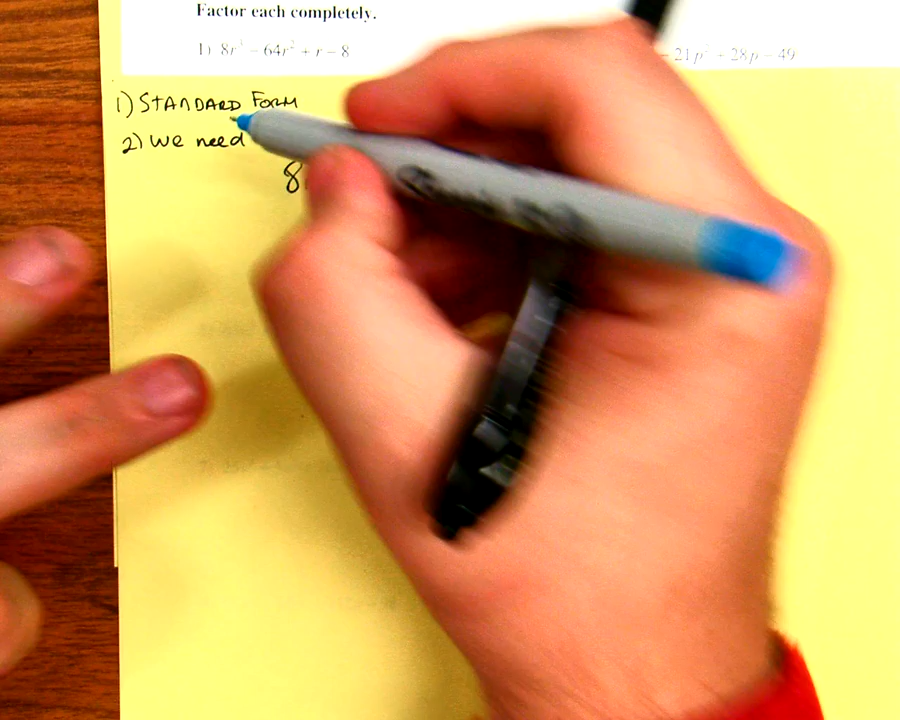 Factor each completely.
1) 8r³ − 64r² + r − 8
− 21p² + 28p − 49
1) STANDARD FORM
2) We need
8